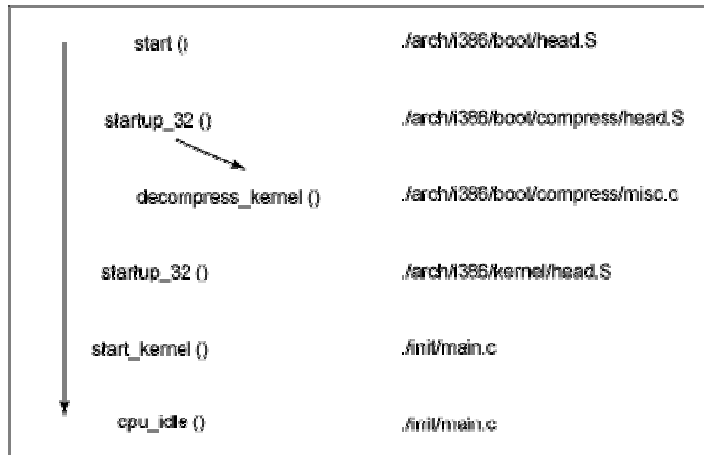 start () ./arch/i386/boot/head.S
startup_32 () ./arch/i386/boot/compress/head.S
decompress_kernel () ./arch/i386/boot/compress/misc.c
startup_32 () ./arch/i386/kernel/head.S
start_kernel () ./init/main.c
cpu_idle () ./init/main.c